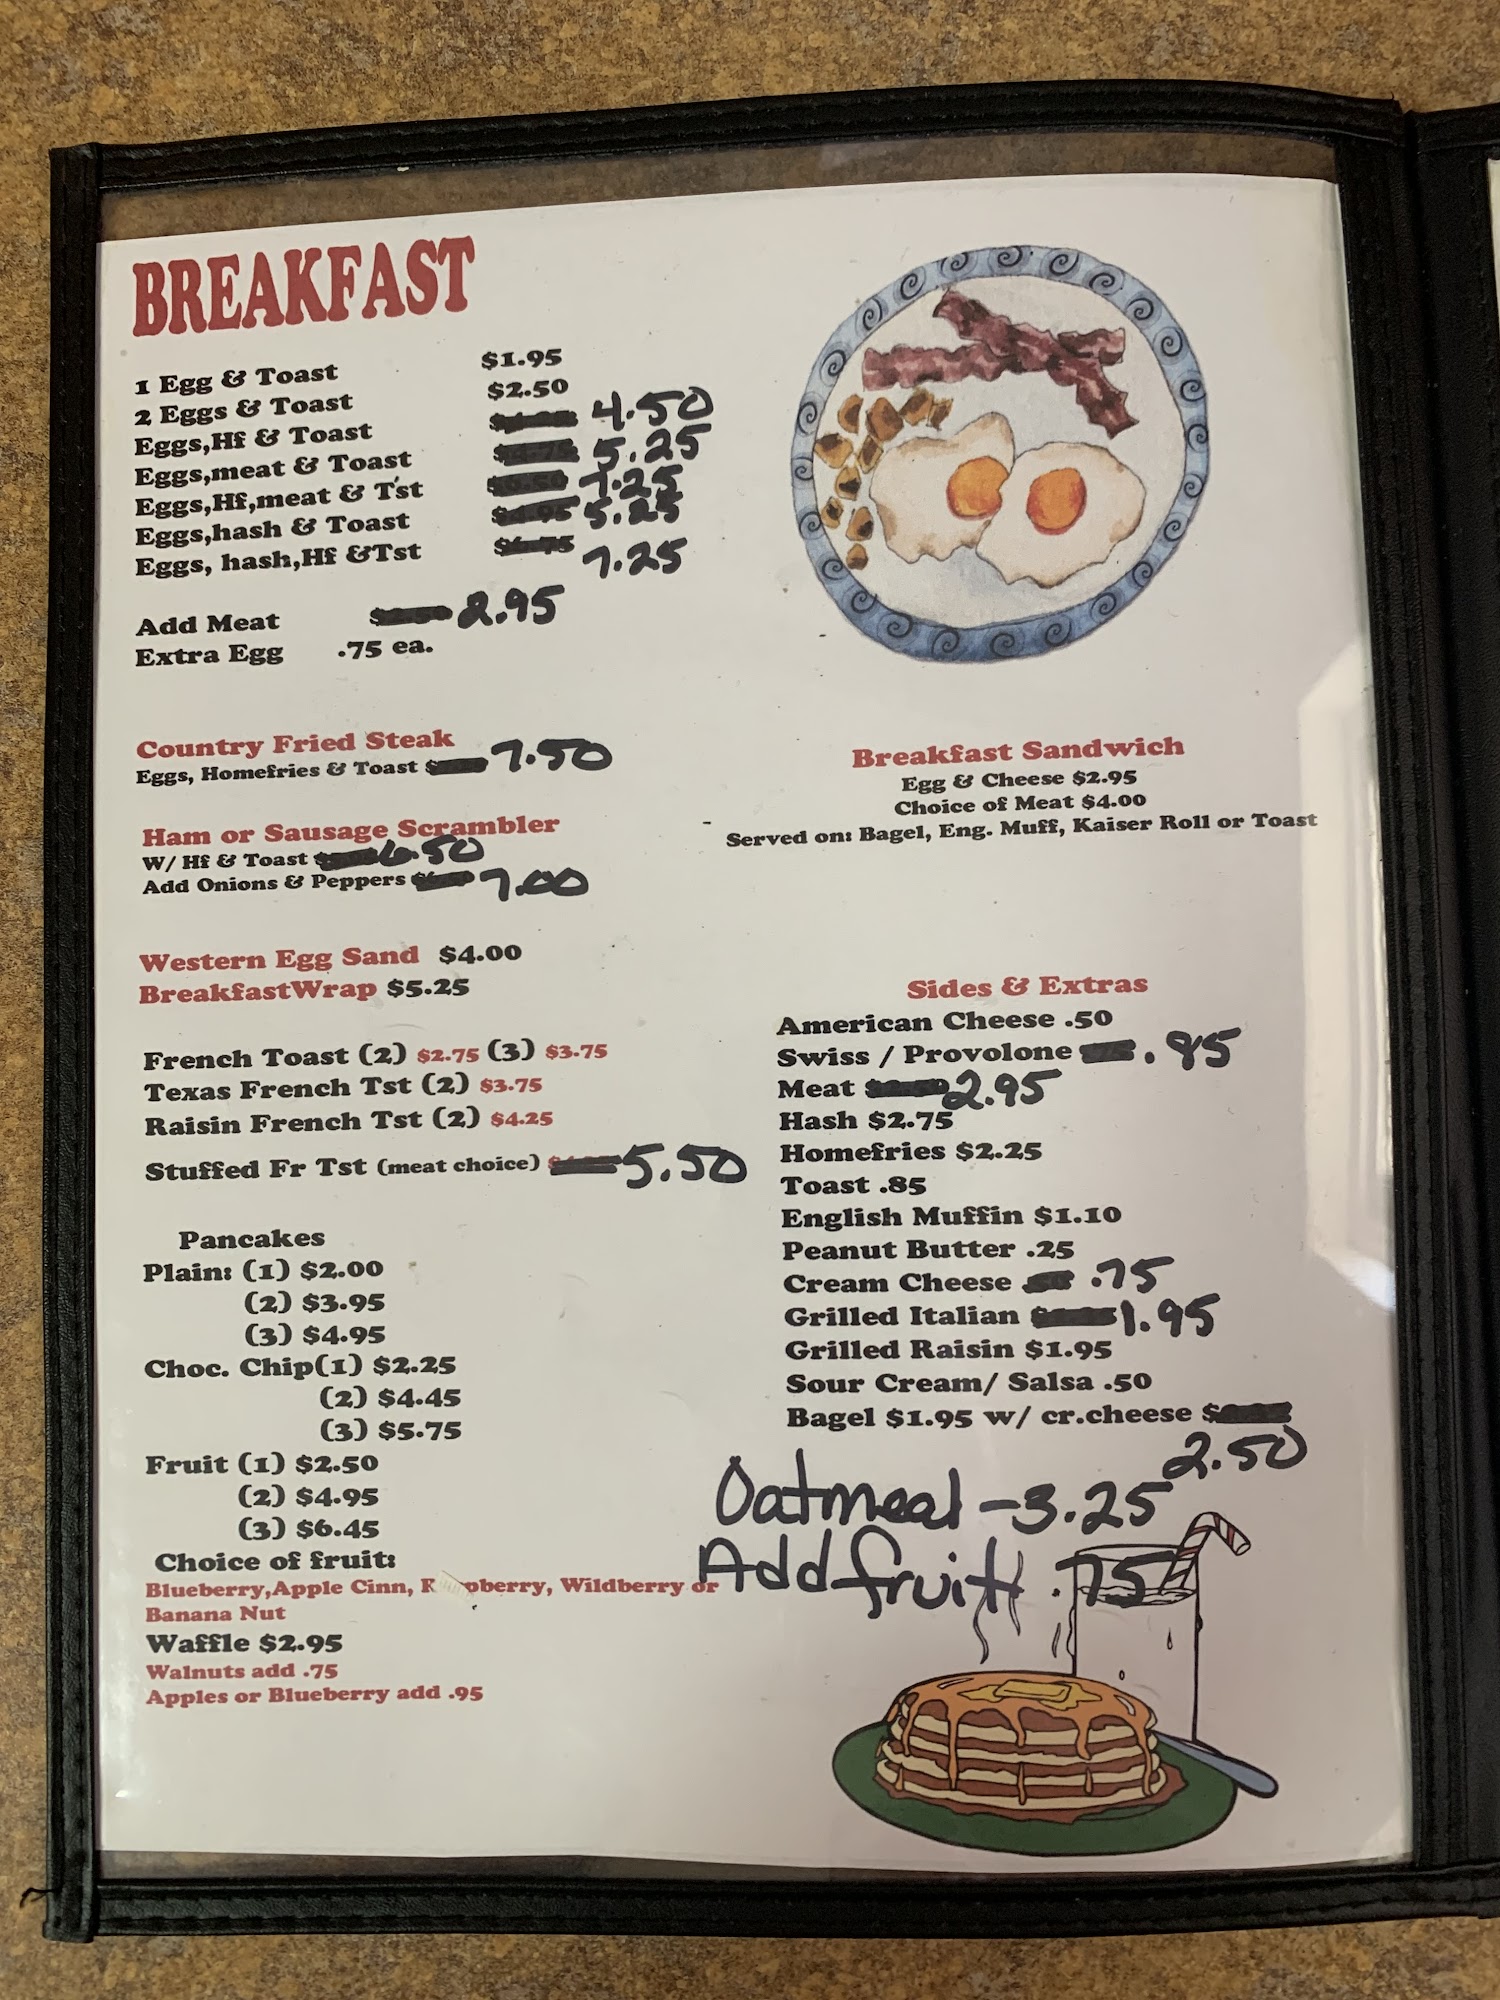 BREAKFAST
1 Egg & Toast $1.95
2 Eggs & Toast $2.50
Eggs,Hf & Toast 4.50
Eggs,meat & Toast 5.25
Eggs,Hf,meat & Tst 7.25
Eggs,hash & Toast $4.95 5.25
Eggs, hash,Hf &Tst $6.75 7.25
Add Meat 2.95
Extra Egg .75 ea.
Country Fried Steak
Eggs, Homefries & Toast $ 7.50
Ham or Sausage Scrambler
W/ Hf & Toast 6.50
Add Onions & Peppers 7.00
Western Egg Sand $4.00
BreakfastWrap $5.25
French Toast (2) $2.75 (3) $3.75
Texas French Tst (2) $3.75
Raisin French Tst (2) $4.25
Stuffed Fr Tst (meat choice) 5.50
Pancakes
Plain: (1) $2.00
(2) $3.95
(3) $4.95
Choc. Chip(1) $2.25
(2) $4.45
(3) $5.75
Fruit (1) $2.50
(2) $4.95
(3) $6.45
Choice of fruit:
Blueberry,Apple Cinn, Wildberry or
Banana Nut
Waffle $2.95
Walnuts add .75
Apples or Blueberry add .95
Breakfast Sandwich
Egg & Cheese $2.95
Choice of Meat $4.00
Served on: Bagel, Eng. Muff, Kaiser Roll or Toast
Sides & Extras
American Cheese .50
Swiss / Provolone .85
Meat 2.95
Hash $2.75
Homefries $2.25
Toast .85
English Muffin $1.10
Peanut Butter .25
Cream Cheese .75
Grilled Italian 1.95
Grilled Raisin $1.95
Sour Cream/ Salsa .50
Bagel $1.95 w/ cr.cheese $
2.50
Oatmeal - 3.25
Add fruit .75